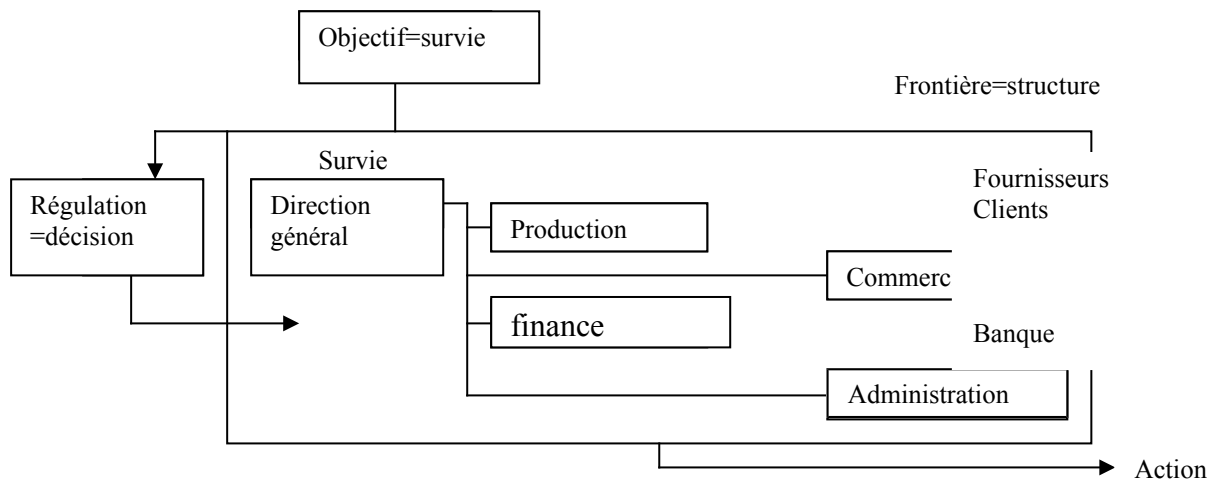 Objectif=survie
Frontière=structure
Survie
Régulation
=décision
Direction
général
Production
Fournisseurs
Clients
Commerc
finance
Banque
Administration
Action